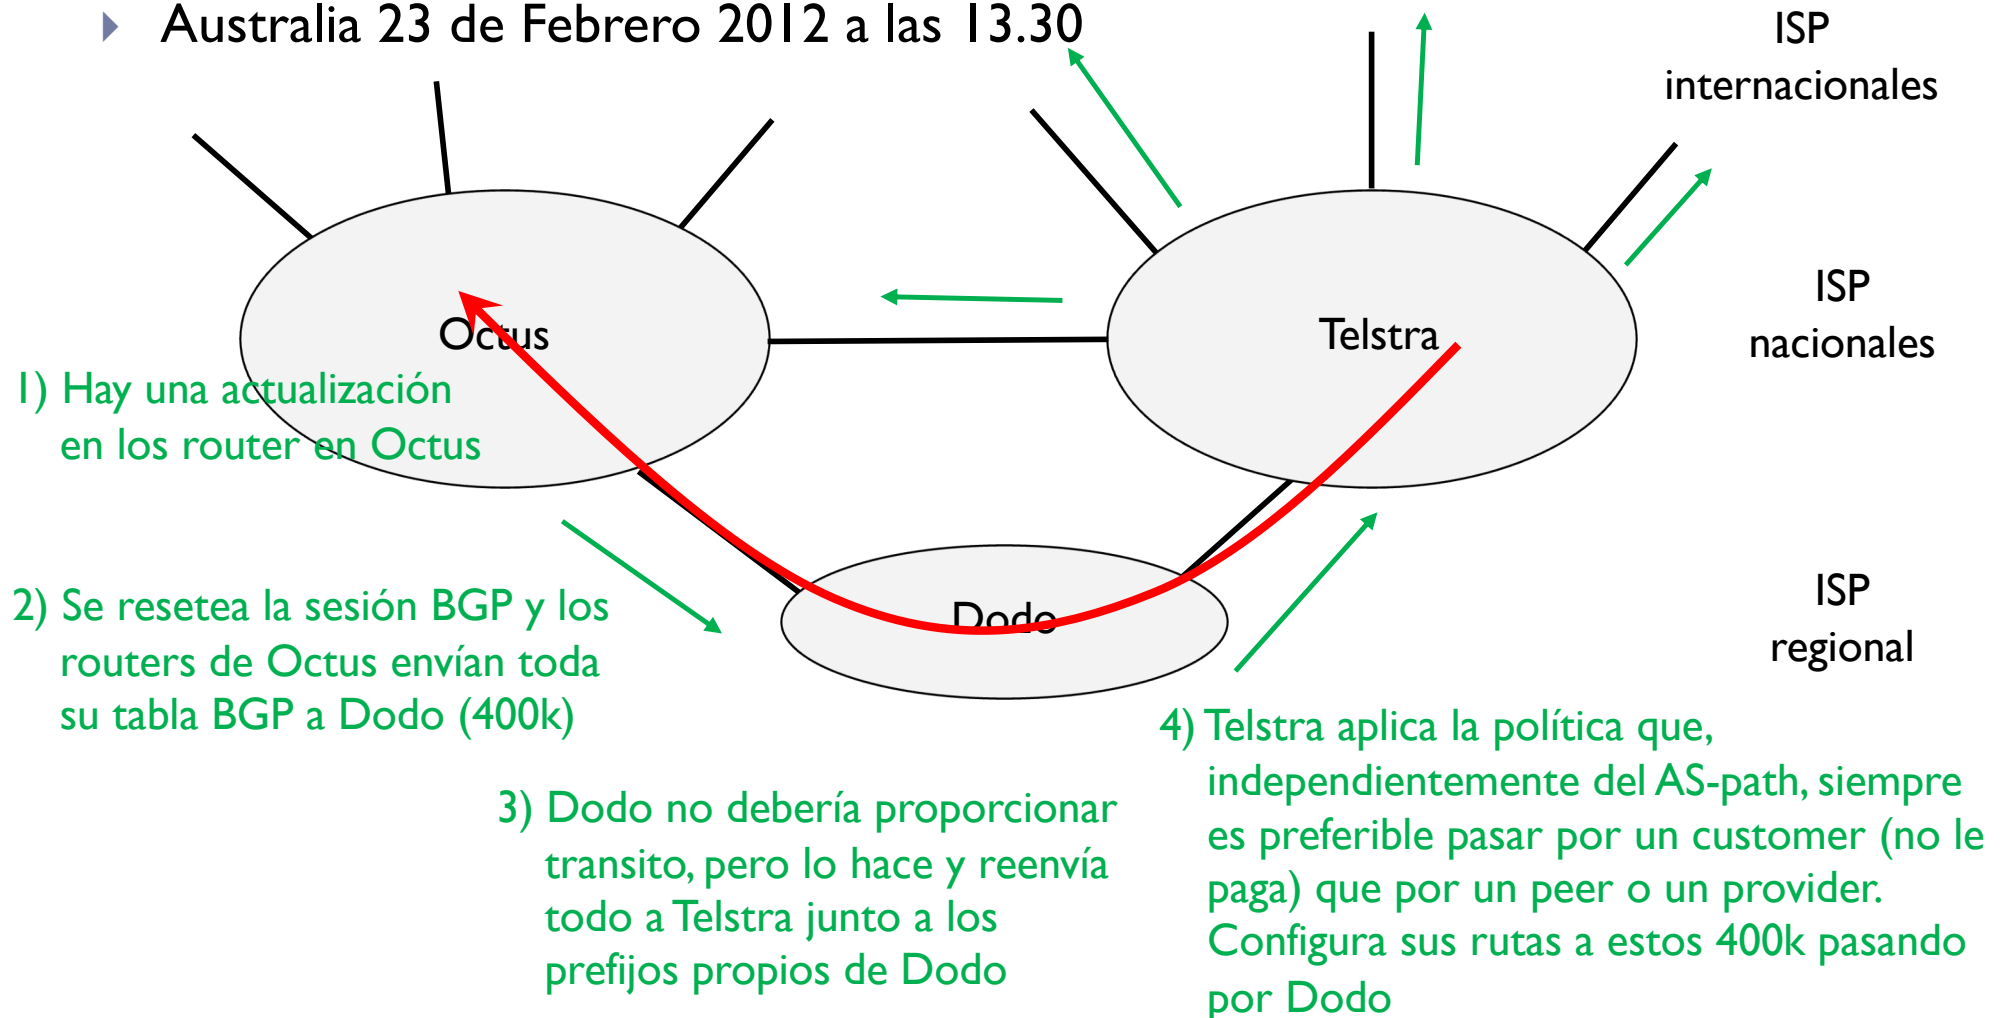 Australia 23 de Febrero 2012 a las 13.30
ISP
internacionales
Octus
Telstra
ISP
nacionales
1) Hay una actualización
en los router en Octus
Dodo
ISP
regional
2) Se resetea la sesión BGP y los
routers de Octus envían toda
su tabla BGP a Dodo (400k)
3) Dodo no debería proporcionar
transito, pero lo hace y reenvía
todo a Telstra junto a los
prefijos propios de Dodo
4) Telstra aplica la política que,
independientemente del AS-path, siempre
es preferible pasar por un customer (no le
paga) que por un peer o un provider.
Configura sus rutas a estos 400k pasando
por Dodo